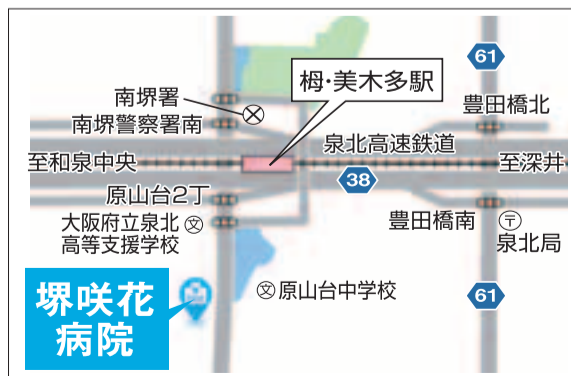 61
栂・美木多駅
南堺署
豊田橋北
南堺警察署南
泉北高速鉄道
至和泉中央
至深井
38
原山台2丁
大阪府立泉北
高等支援学校
文
豊田橋南
〒
泉北局
堺咲花
病院
文
原山台中学校
61